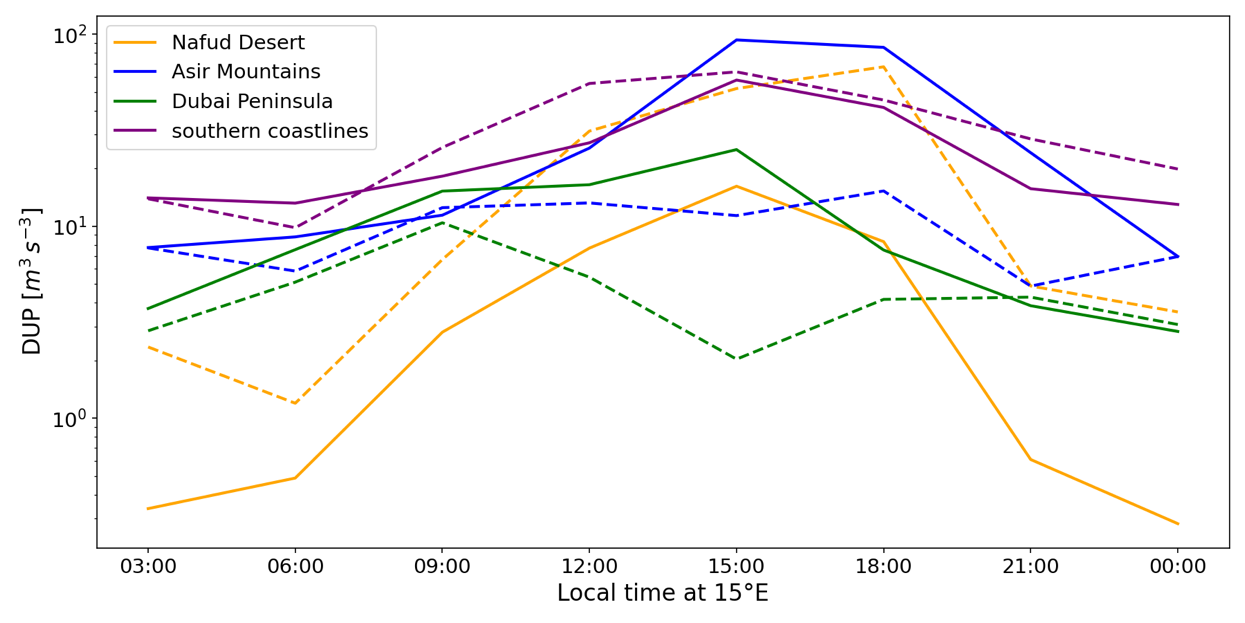 Nafud Desert
Asir Mountains
Dubai Peninsula
southern coastlines
DUP [m³ s⁻³]
10²
10¹
10⁰
03:00 06:00 09:00 12:00 15:00 18:00 21:00 00:00
Local time at 15°E